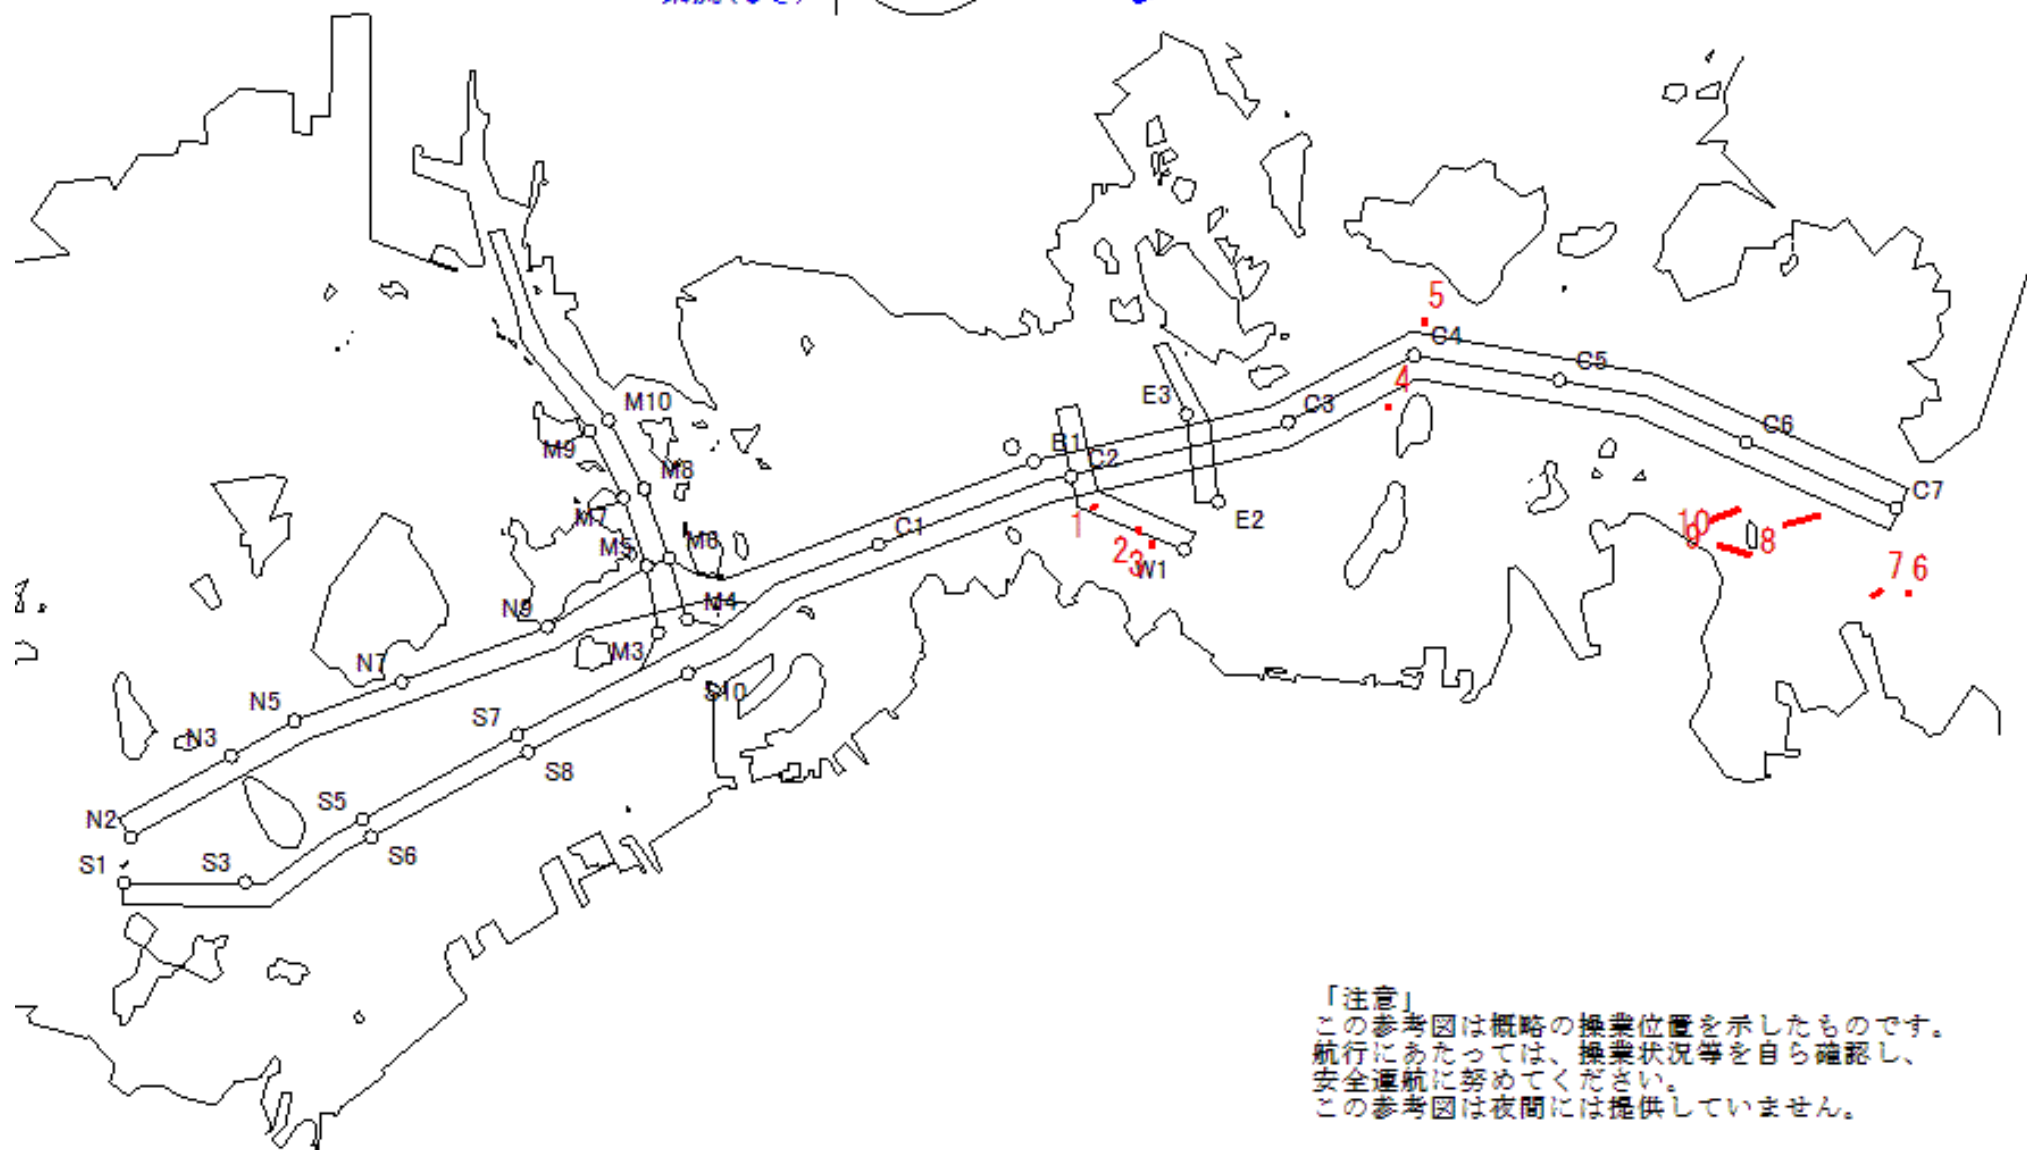 5
C4
C5
4
E3
M10
C3
C6
B1
M9
C2
M8
C7
M7
1
E2
10
9
8
C1
M5
M6
2
3
W1
7
6
N9
M4
M3
N7
S10
N5
S7
N3
S8
S5
N2
S6
S1
S3
「注意」
この参考図は概略の操業位置を示したものです。
航行にあたっては、操業状況等を自ら確認し、
安全運航に努めてください。
この参考図は夜間には提供していません。